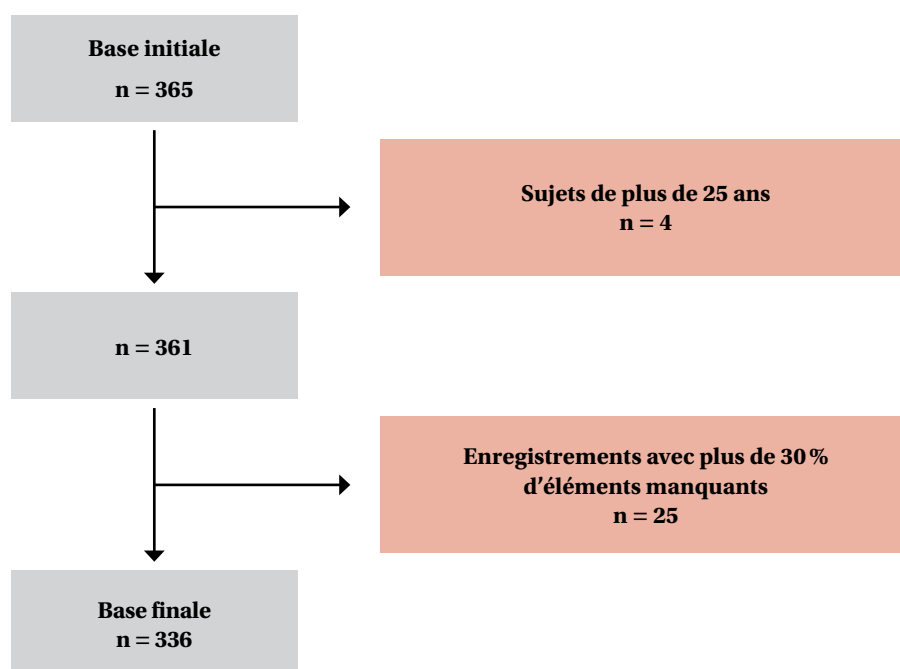 Base initiale
n = 365
Sujets de plus de 25 ans
n = 4
n = 361
Enregistrements avec plus de 30 %
d’éléments manquants
n = 25
Base finale
n = 336